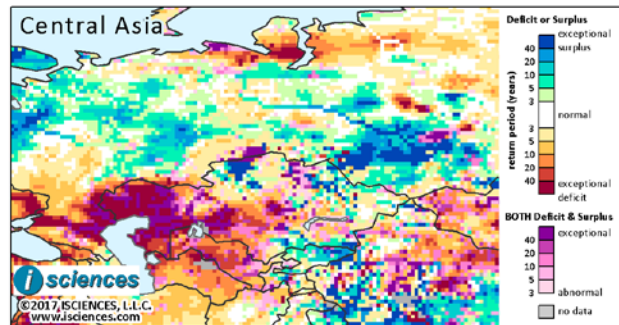 Central Asia
Deficit or Surplus
exceptional
surplus
40
20
10
5
3
normal
3
5
10
20
40
exceptional
deficit
return period (years)
BOTH Deficit & Surplus
exceptional
40
20
10
5
3
abnormal
no data
i sciences
©2017 ISCIENCES, L.L.C.
www.isciences.com